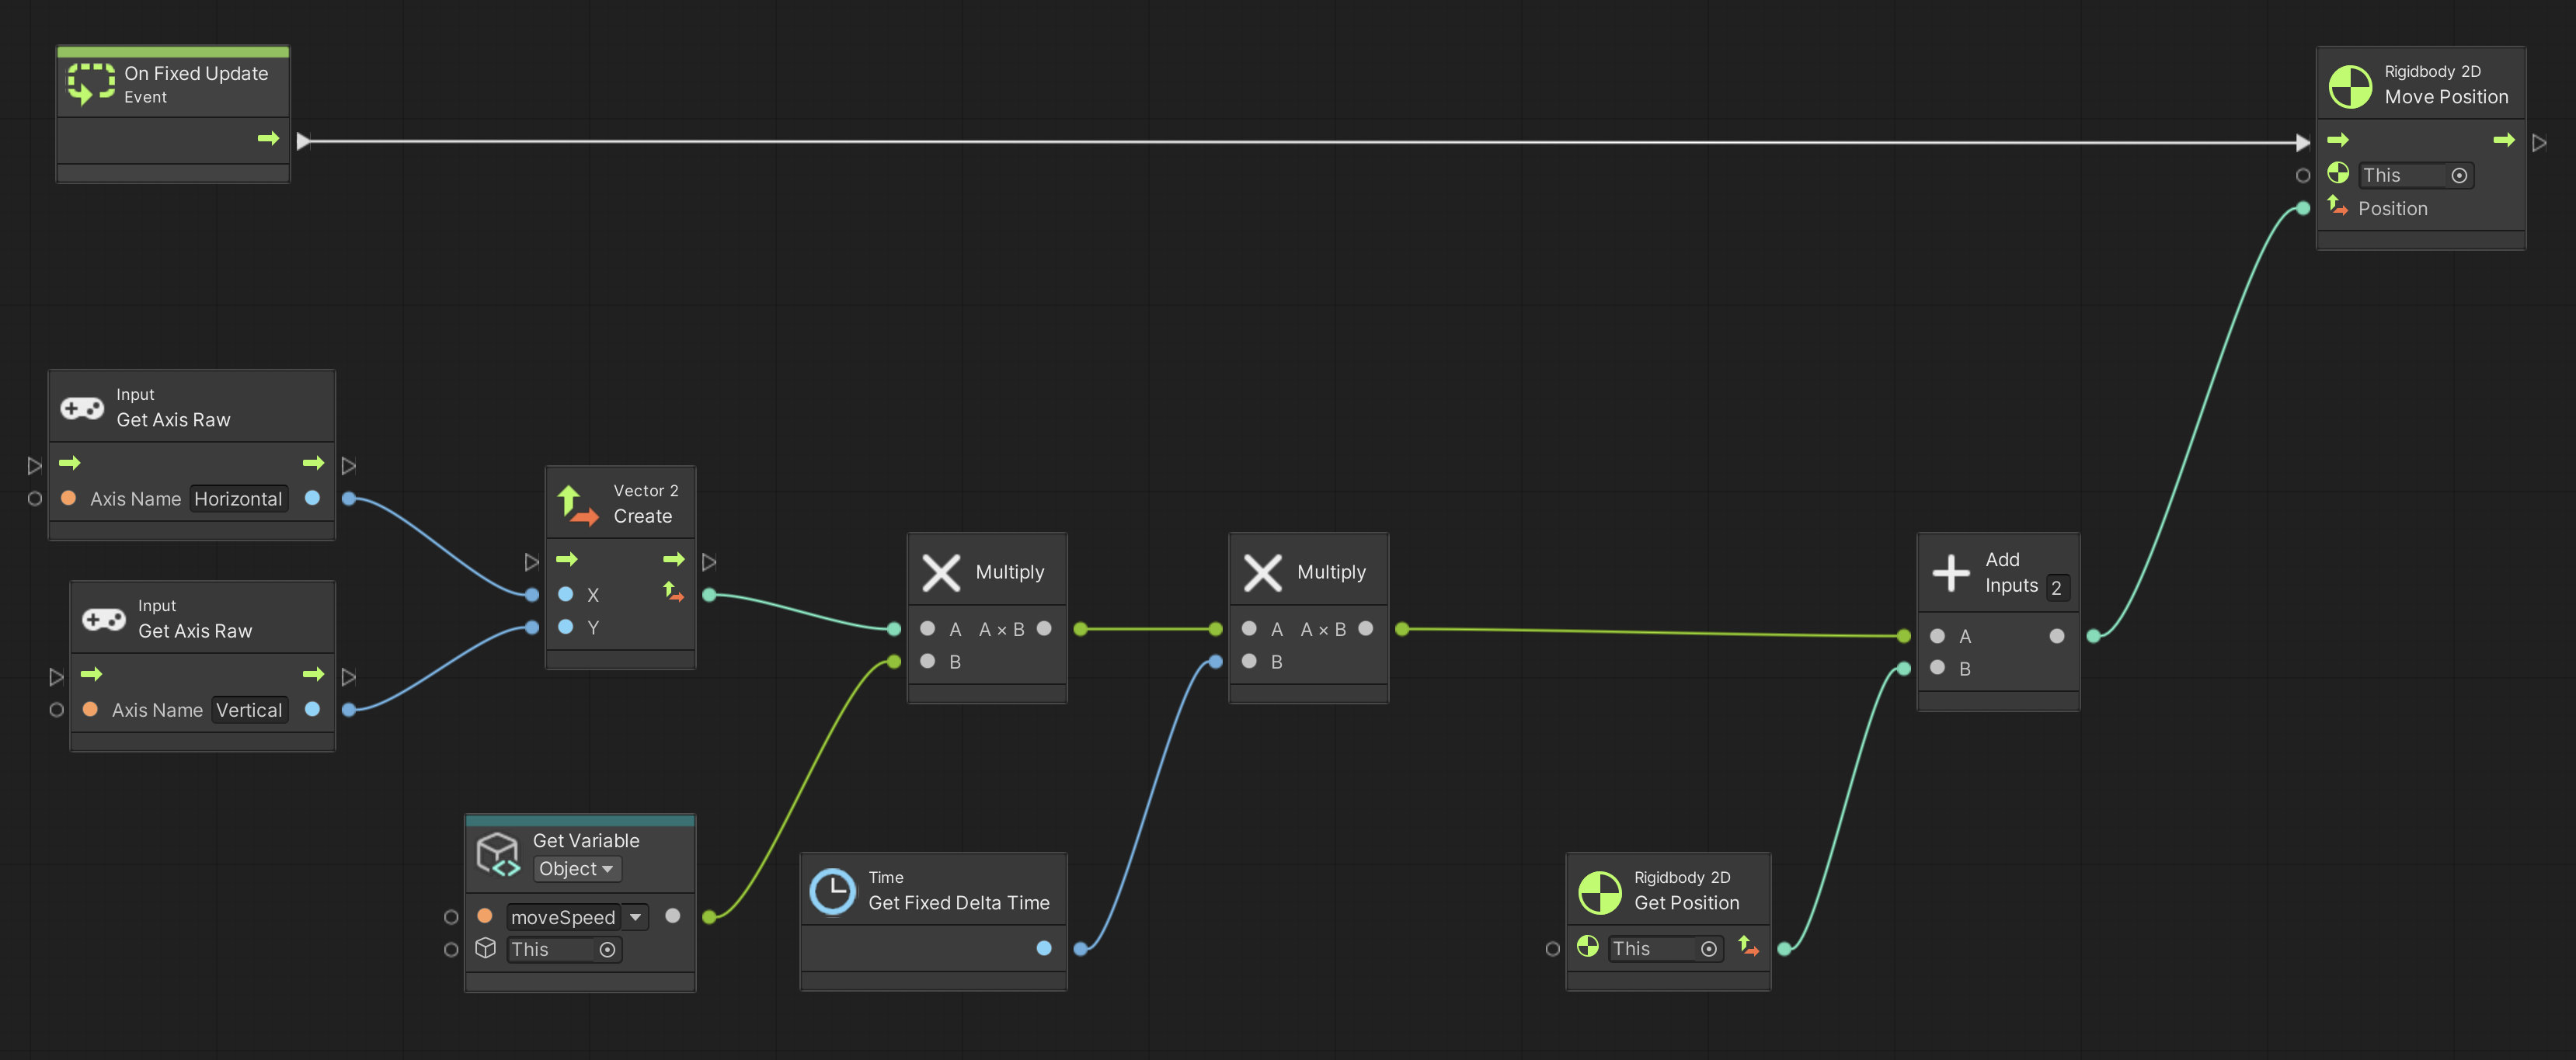 On Fixed Update
Event
Rigidbody 2D
Move Position
This
Position
Input
Get Axis Raw
Axis Name Horizontal
Input
Get Axis Raw
Axis Name Vertical
Vector 2
Create
X
Y
Multiply
A A × B
B
Multiply
A A × B
B
Add
Inputs 2
A
B
Get Variable
Object
moveSpeed
This
Time
Get Fixed Delta Time
Rigidbody 2D
Get Position
This